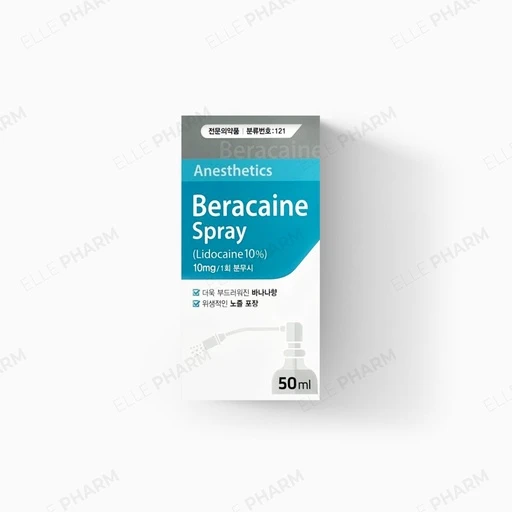 전문의약품 | 분류번호:121
Beracaine
Anesthetics
Beracaine
Spray
(Lidocaine10%)
10mg/1회 분무시
더욱 부드러워진 바나나향
위생적인 노즐 포장
50ml
ELLE PHARM